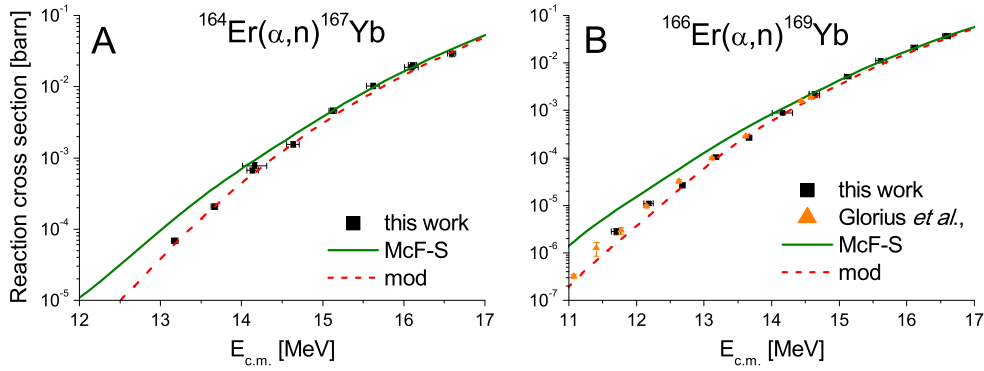 A
¹⁶⁴Er(α,n)¹⁶⁷Yb
Reaction cross section [barn]
10⁻¹
10⁻²
10⁻³
10⁻⁴
10⁻⁵
this work
McF-S
mod
12 13 14 15 16 17
E_c.m. [MeV]
B
¹⁶⁶Er(α,n)¹⁶⁹Yb
10⁻¹
10⁻²
10⁻³
10⁻⁴
10⁻⁵
10⁻⁶
10⁻⁷
this work
Glorius et al.,
McF-S
mod
11 12 13 14 15 16 17
E_c.m. [MeV]